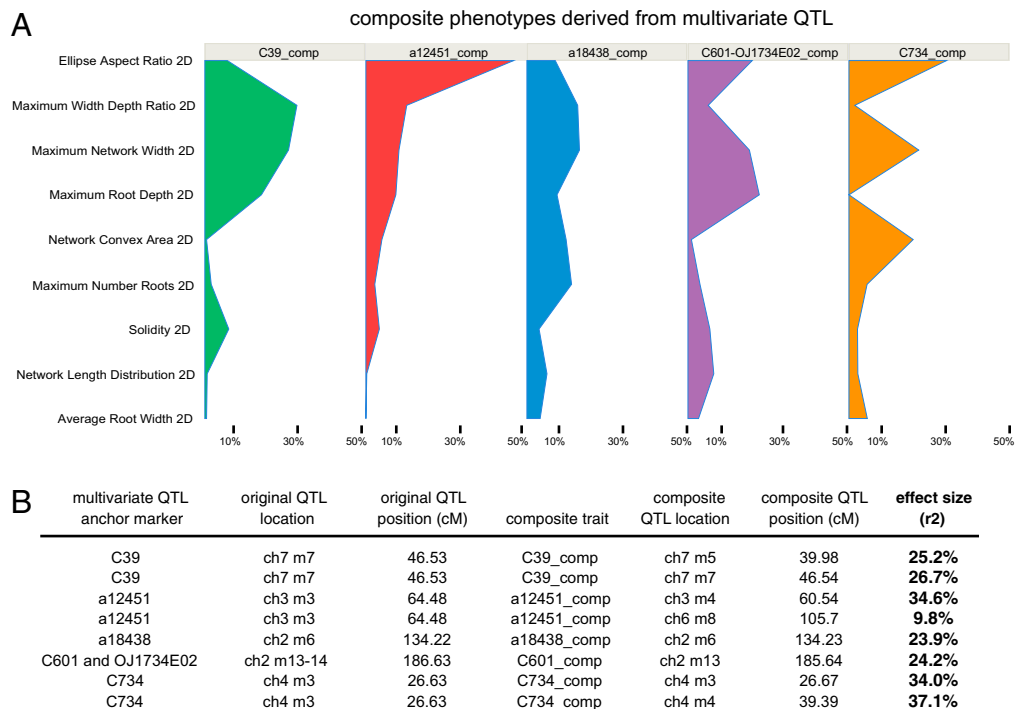 A
composite phenotypes derived from multivariate QTL
C39_comp a12451_comp a18438_comp C601-OJ1734E02_comp C734_comp
Ellipse Aspect Ratio 2D
Maximum Width Depth Ratio 2D
Maximum Network Width 2D
Maximum Root Depth 2D
Network Convex Area 2D
Maximum Number Roots 2D
Solidity 2D
Network Length Distribution 2D
Average Root Width 2D
10% 30% 50% 10% 30% 50% 10% 30% 50% 10% 30% 50% 10% 30% 50%
B
multivariate QTL original QTL original QTL composite composite QTL effect size
anchor marker location position (cM) composite trait QTL location position (cM) (r2)
C39 ch7 m7 46.53 C39_comp ch7 m5 39.98 25.2%
C39 ch7 m7 46.53 C39_comp ch7 m7 46.54 26.7%
a12451 ch3 m3 64.48 a12451_comp ch3 m4 60.54 34.6%
a12451 ch3 m3 64.48 a12451_comp ch6 m8 105.7 9.8%
a18438 ch2 m6 134.22 a18438_comp ch2 m6 134.23 23.9%
C601 and OJ1734E02 ch2 m13-14 186.63 C601_comp ch2 m13 185.64 24.2%
C734 ch4 m3 26.63 C734_comp ch4 m3 26.67 34.0%
C734 ch4 m3 26.63 C734_comp ch4 m4 39.39 37.1%